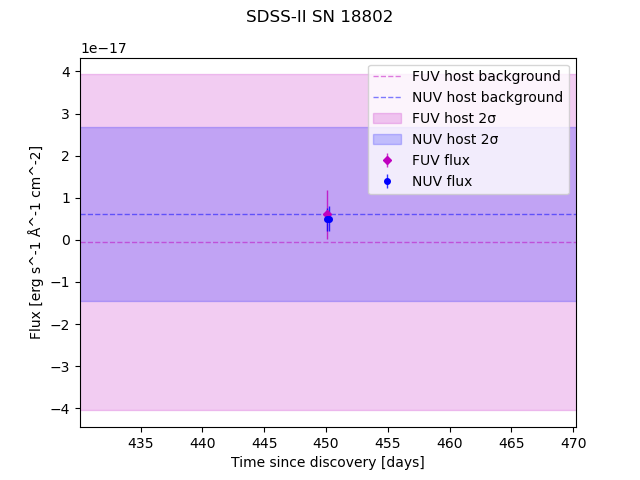 SDSS-II SN 18802
1e−17
FUV host background
NUV host background
FUV host 2σ
NUV host 2σ
FUV flux
NUV flux
4
3
2
1
0
−1
−2
−3
−4
Flux [erg s^-1 Å^-1 cm^-2]
435 440 445 450 455 460 465 470
Time since discovery [days]